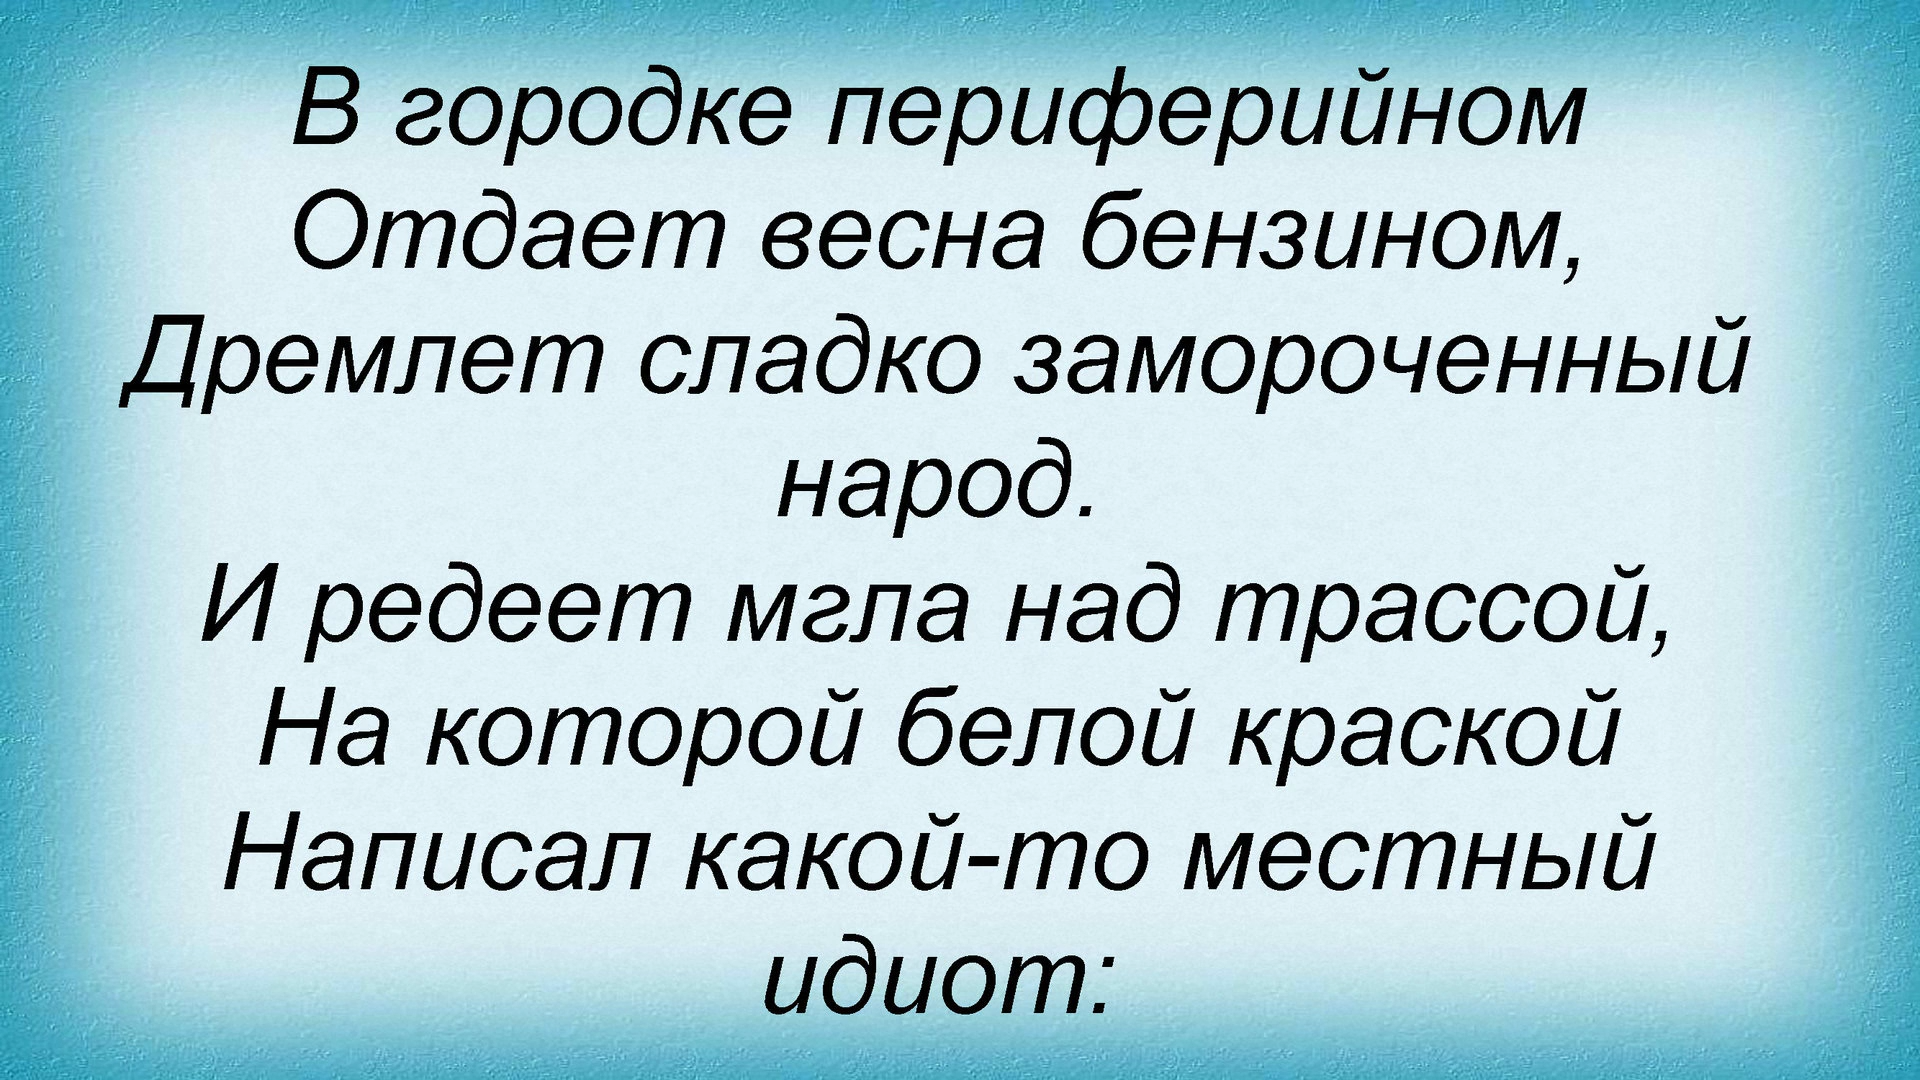 В городке периферийном
Отдает весна бензином,
Дремлет сладко замороченный
народ.
И редеет мгла над трассой,
На которой белой краской
Написал какой-то местный
идиот: